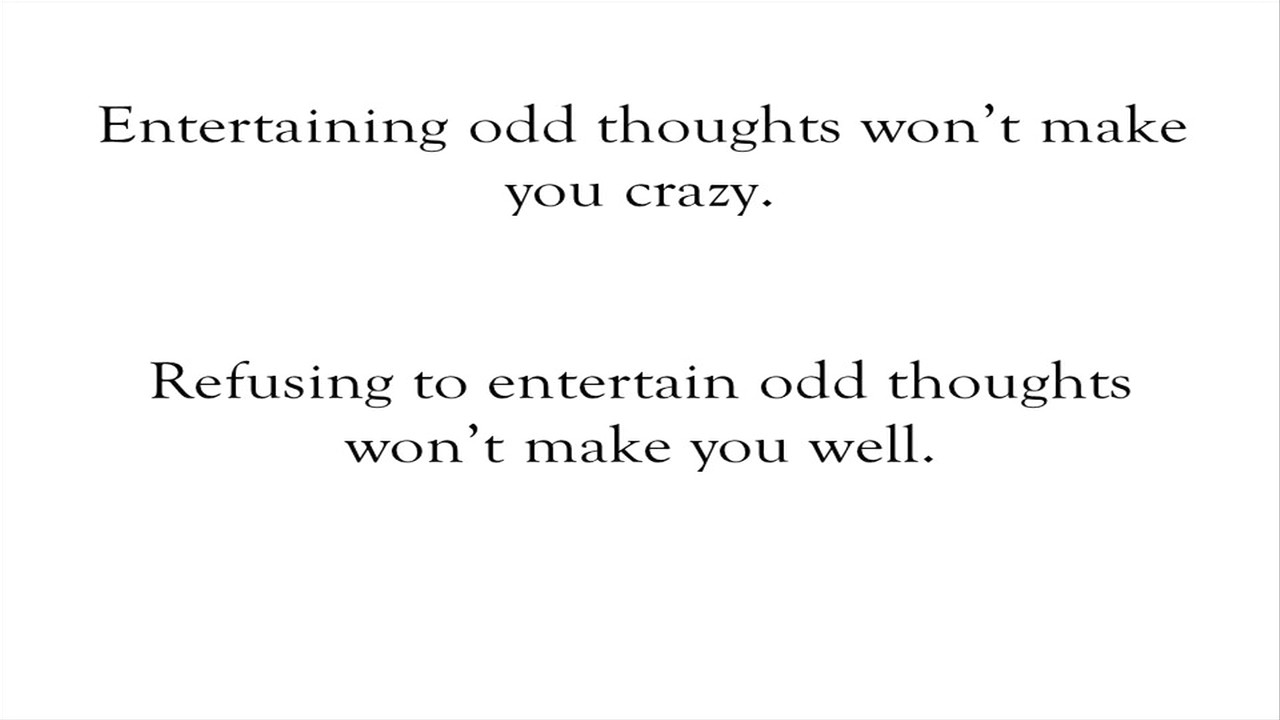 Entertaining odd thoughts won’t make
you crazy.
Refusing to entertain odd thoughts
won’t make you well.